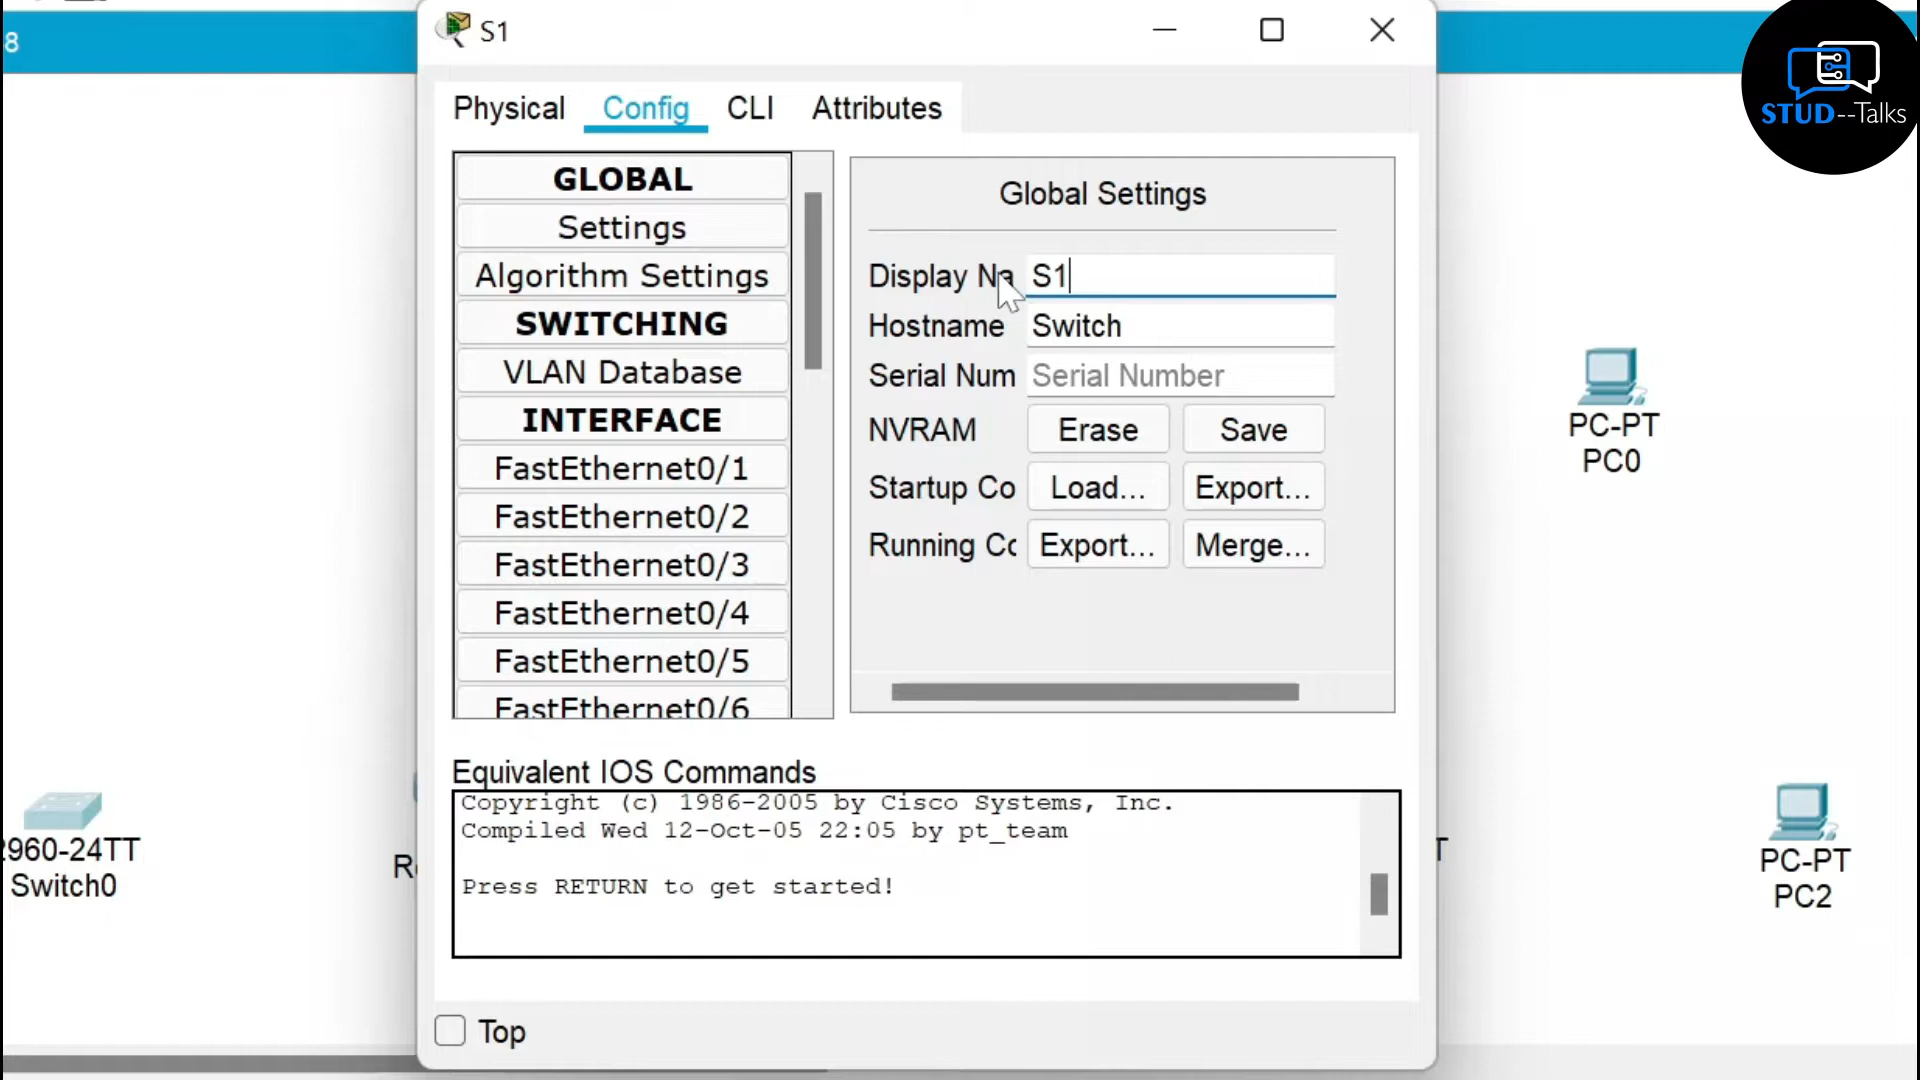 8
S1
STUD--Talks
Physical Config CLI Attributes
GLOBAL
Settings
Algorithm Settings
SWITCHING
VLAN Database
INTERFACE
FastEthernet0/1
FastEthernet0/2
FastEthernet0/3
FastEthernet0/4
FastEthernet0/5
FastEthernet0/6
Global Settings
Display Na S1
Hostname Switch
Serial Num Serial Number
NVRAM Erase Save
Startup Co Load... Export...
Running Co Export... Merge...
Equivalent IOS Commands
Copyright (c) 1986-2005 by Cisco Systems, Inc.
Compiled Wed 12-Oct-05 22:05 by pt_team
Press RETURN to get started!
Top
2960-24TT
Switch0
PC-PT
PC0
PC-PT
PC2